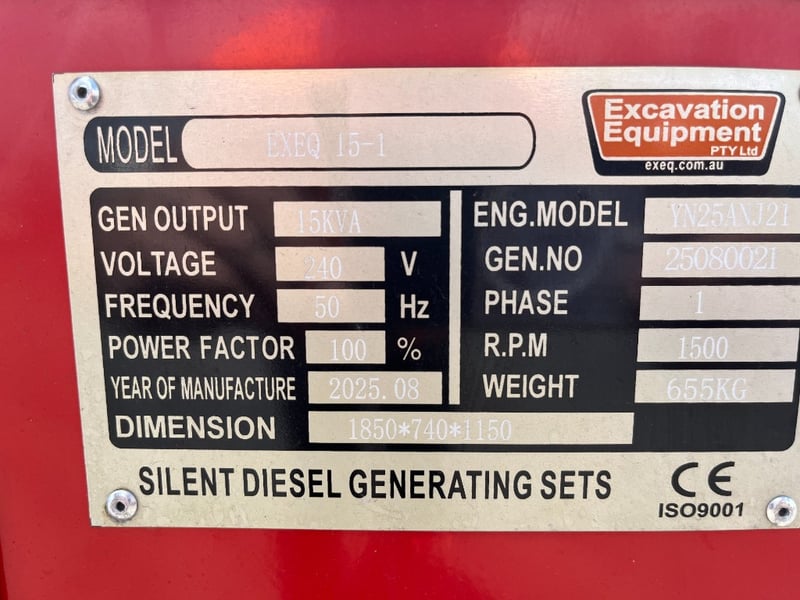 Excavation
Equipment
PTY Ltd
exeq.com.au
MODEL EXEQ 15-1
GEN OUTPUT 15KVA
VOLTAGE 240 V
FREQUENCY 50 Hz
POWER FACTOR 100 %
YEAR OF MANUFACTURE 2025.08
DIMENSION 1850*740*1150
ENG.MODEL YN25ANJ21
GEN.NO 25080021
PHASE 1
R.P.M 1500
WEIGHT 655KG
SILENT DIESEL GENERATING SETS
CE
ISO9001